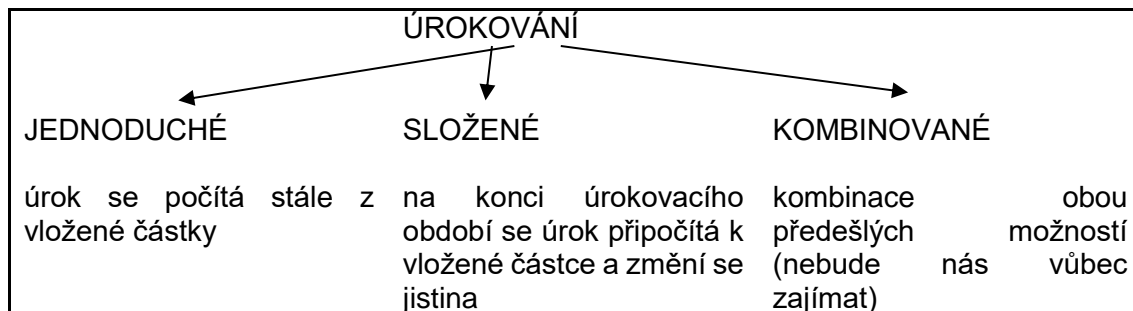 ÚROKOVÁNÍ
JEDNODUCHÉ
úrok se počítá stále z
vložené částky
SLOŽENÉ
na konci úrokovacího
období se úrok připočítá k
vložené částce a změní se
jistina
KOMBINOVANÉ
kombinace obou
předešlých možností
(nebude nás vůbec
zajímat)